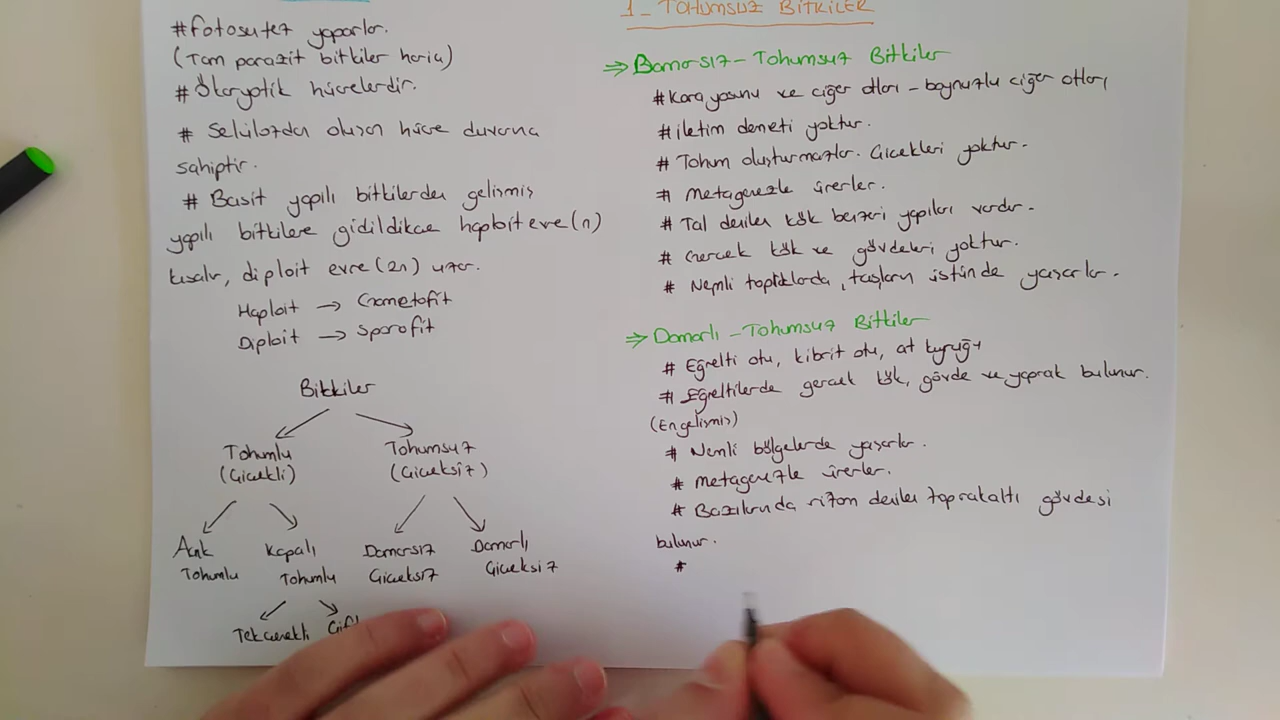 #fotosentez yaparlar.
(Tam parazit bitkiler hariç)
# Ökaryotik hücrelerdir.
# Selülozdan oluşan hücre duvarına
sahiptir.
# Basit yapılı bitkilerden gelişmiş
yapılı bitkilere gidildikçe haploit evre (n)
kısalır, diploit evre (2n) uzar.
Haploit → Gametofit
Diploit → Sporofit
Bitkiler
Tohumlu
(Çiçekli)
Tohumsuz
(Çiçeksiz)
Açık
Tohumlu
Kapalı
Tohumlu
Damarsız
Çiçeksiz
Damarlı
Çiçeksiz
Tek çenekli
Çift
1_ TOHUMSUZ BİTKİLER
⇒ Damarsız - Tohumsuz Bitkiler
# Kara yosunu ve ciğer otları - boynuzlu ciğer otları
# iletim demeti yoktur.
# Tohum oluşturmazlar. Çiçekleri yoktur.
# Metagenezle ürerler.
# Tal denilen kök benzeri yapıları vardır.
# Gerçek kök ve gövdeleri yoktur.
# Nemli topraklarda, taşların üstünde yaşarlar.
⇒ Damarlı - Tohumsuz Bitkiler
# Eğrelti otu, kibrit otu, at kuyruğu
# Eğreltilerde gerçek kök, gövde ve yaprak bulunur.
(En gelişmiş)
# Nemli bölgelerde yaşarlar.
# metagenezle ürerler.
# Bazılarında rizom denilen toprakaltı gövdesi
bulunur.
#